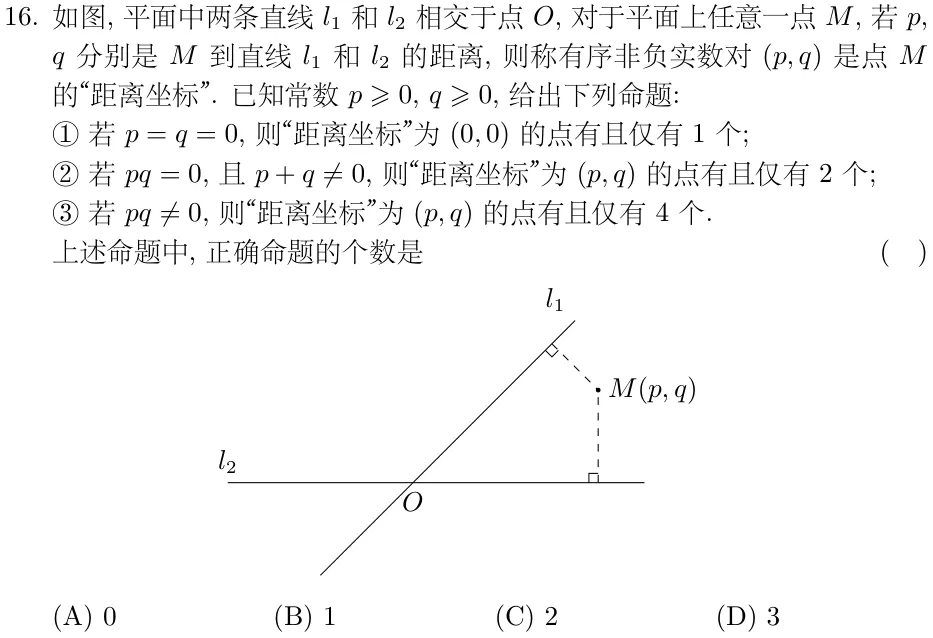 16. 如图, 平面中两条直线 l₁ 和 l₂ 相交于点 O, 对于平面上任意一点 M, 若 p,
q 分别是 M 到直线 l₁ 和 l₂ 的距离, 则称有序非负实数对 (p, q) 是点 M
的“距离坐标”. 已知常数 p ⩾ 0, q ⩾ 0, 给出下列命题:
① 若 p = q = 0, 则“距离坐标”为 (0, 0) 的点有且仅有 1 个;
② 若 pq = 0, 且 p + q ≠ 0, 则“距离坐标”为 (p, q) 的点有且仅有 2 个;
③ 若 pq ≠ 0, 则“距离坐标”为 (p, q) 的点有且仅有 4 个.
上述命题中, 正确命题的个数是 ( )
l₁
M(p, q)
l₂
O
(A) 0 (B) 1 (C) 2 (D) 3